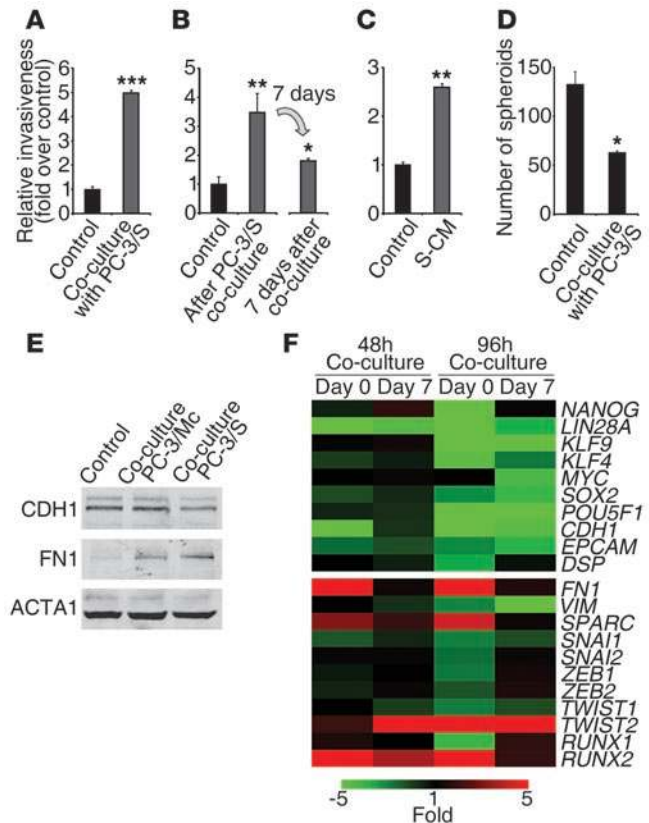 A
Relative invasiveness
(fold over control)
6
5
4
3
2
1
0
***
Control
Co-culture
with PC-3/S
B
5
4
3
2
1
0
**
7 days
*
Control
After PC-3/S
co-culture
7 days after
co-culture
C
3
2
1
0
**
Control
S-CM
D
Number of spheroids
150
100
50
0
*
Control
Co-culture
with PC-3/S
E
Control
Co-culture
PC-3/Mc
Co-culture
PC-3/S
CDH1
FN1
ACTA1
F
48h 96h
Co-culture Co-culture
Day 0 Day 7 Day 0 Day 7
NANOG
LIN28A
KLF9
KLF4
MYC
SOX2
POU5F1
CDH1
EPCAM
DSP
FN1
VIM
SPARC
SNAI1
SNAI2
ZEB1
ZEB2
TWIST1
TWIST2
RUNX1
RUNX2
-5 1 5
Fold